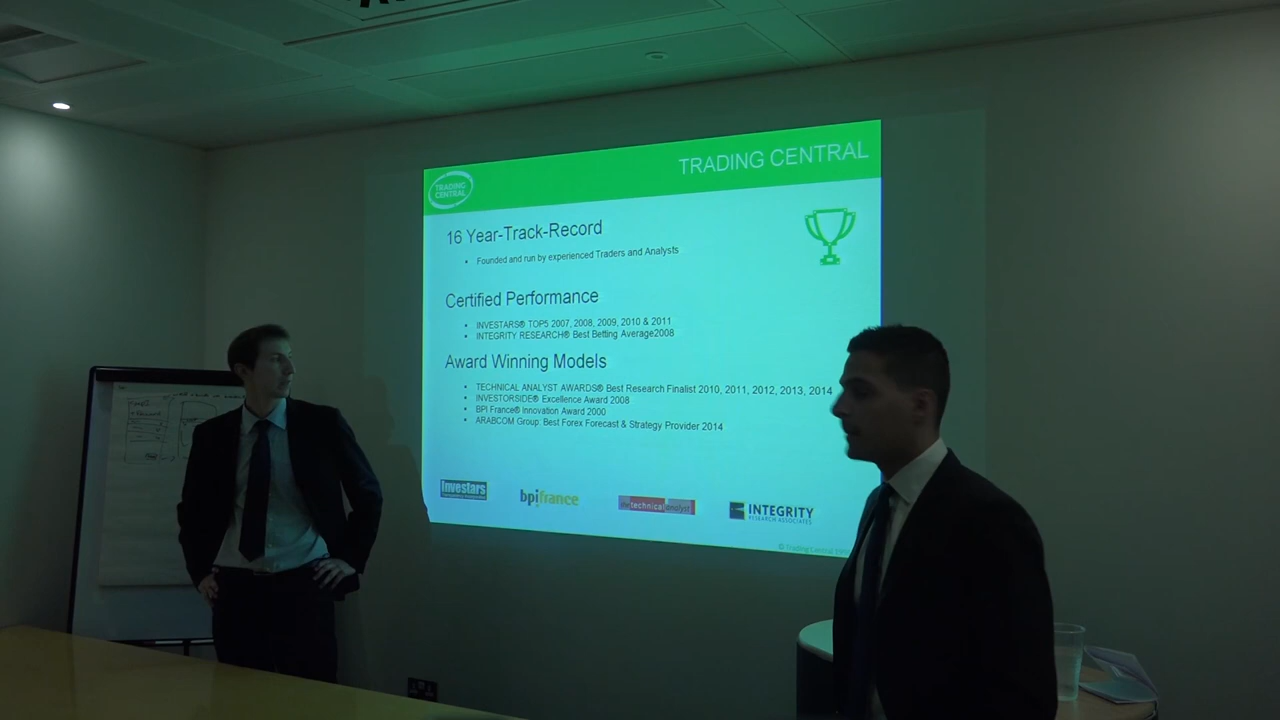 TRADING CENTRAL
TRADING
CENTRAL
16 Year-Track-Record
• Founded and run by experienced Traders and Analysts
Certified Performance
• INVESTARS® TOP5 2007, 2008, 2009, 2010 & 2011
• INTEGRITY RESEARCH® Best Betting Average2008
Award Winning Models
• TECHNICAL ANALYST AWARDS® Best Research Finalist 2010, 2011, 2012, 2013, 2014
• INVESTORSIDE® Excellence Award 2008
• BPI France® Innovation Award 2000
• ARABCOM Group: Best Forex Forecast & Strategy Provider 2014
investars
bpifrance
the technical analyst
INTEGRITY
RESEARCH ASSOCIATES
© Trading Central